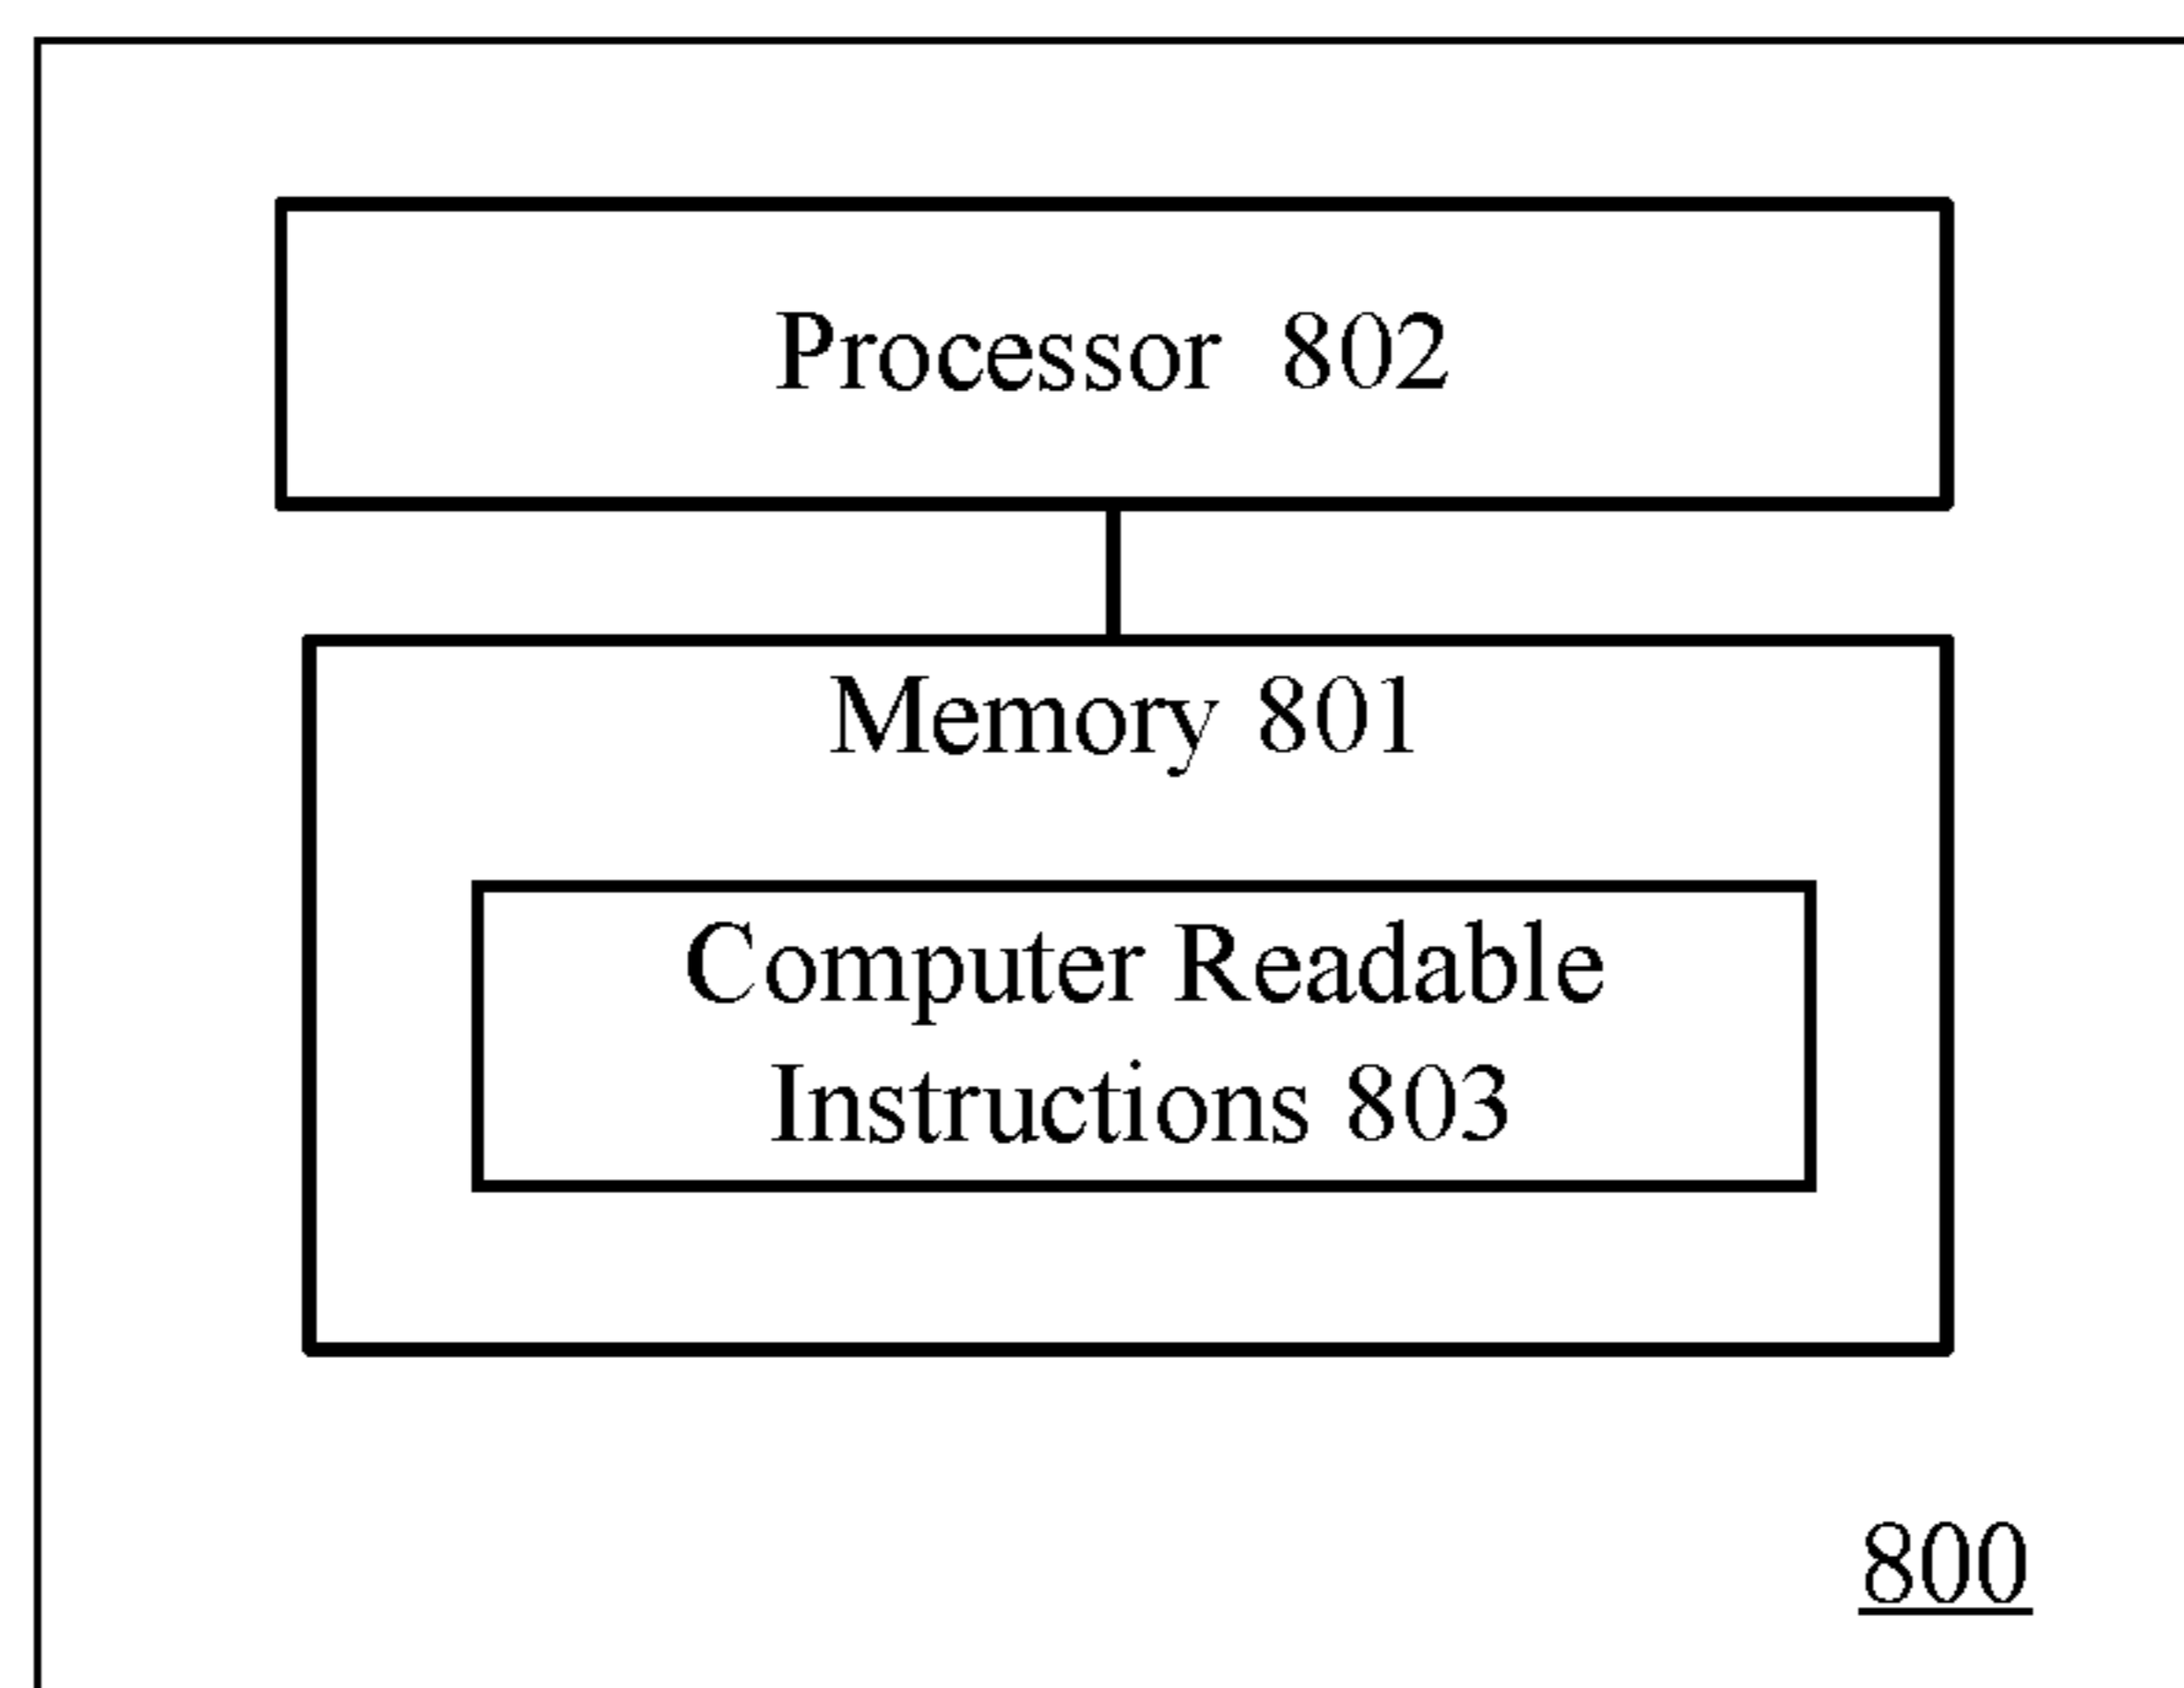 Processor 802
Memory 801
Computer Readable
Instructions 803
800